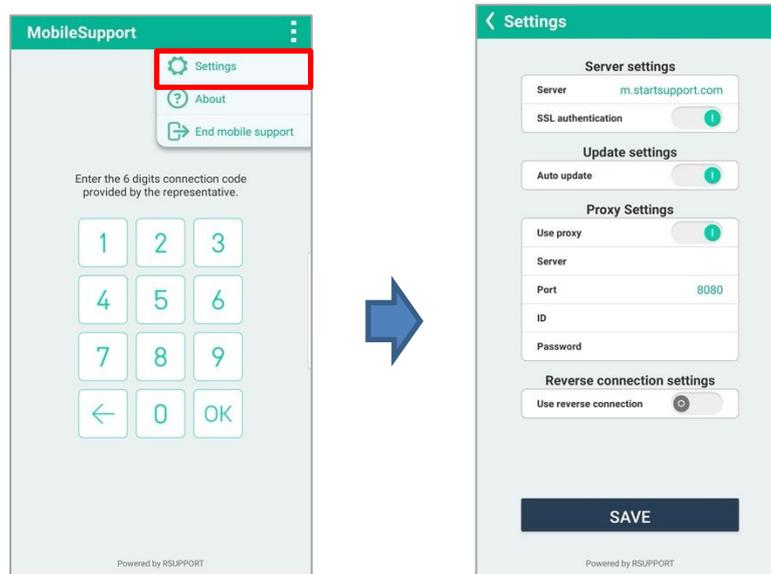 MobileSupport
Settings
About
End mobile support
Enter the 6 digits connection code
provided by the representative.
1 2 3
4 5 6
7 8 9
0 OK
Powered by RSUPPORT
Settings
Server settings
Server m.startsupport.com
SSL authentication
Update settings
Auto update
Proxy Settings
Use proxy
Server
Port 8080
ID
Password
Reverse connection settings
Use reverse connection
SAVE
Powered by RSUPPORT